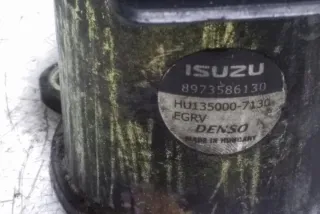 ISUZU
8973586130
HU135000-7130
EGRV
DENSO
MADE IN HUNGARY